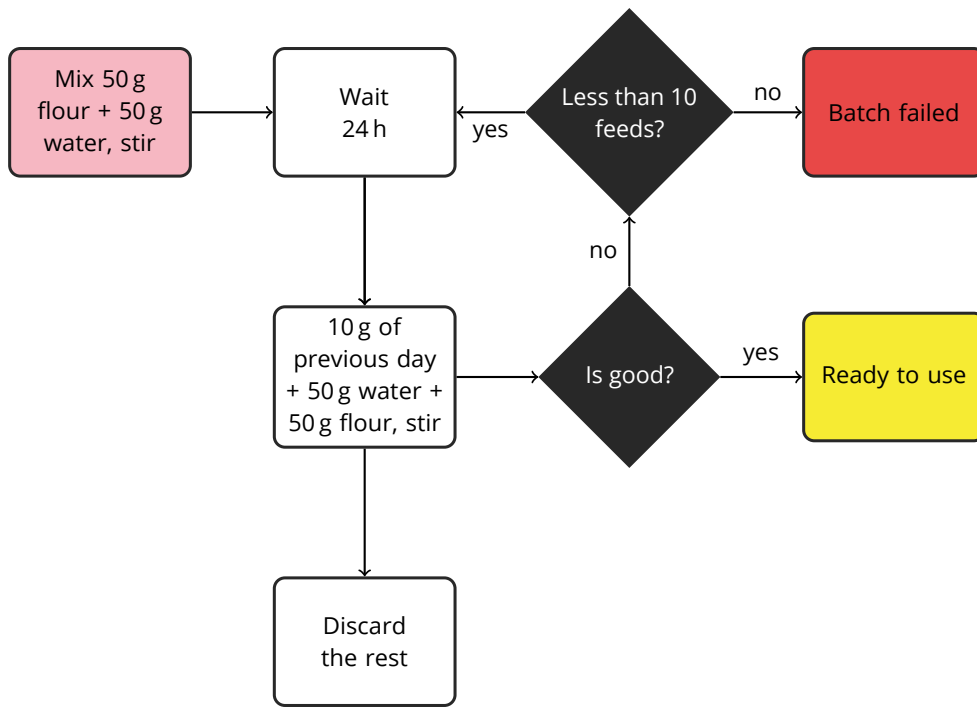 Mix 50 g
flour + 50 g
water, stir
Wait
24 h
yes
Less than 10
feeds?
no
Batch failed
no
10 g of
previous day
+ 50 g water +
50 g flour, stir
Is good?
yes
Ready to use
Discard
the rest